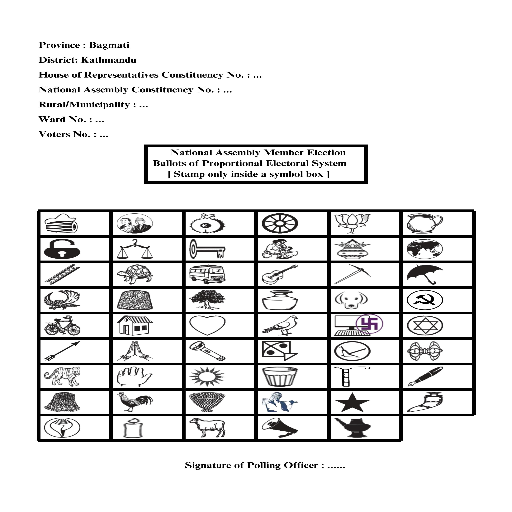 Province : Bagmati
District: Kathmandu
House of Representatives Constituency No. : ...
National Assembly Constituency No. : ...
Rural/Municipality : ...
Ward No. : ...
Voters No. : ...
National Assembly Member Election
Ballots of Proportional Electoral System
[ Stamp only inside a symbol box ]
Signature of Polling Officer : ......